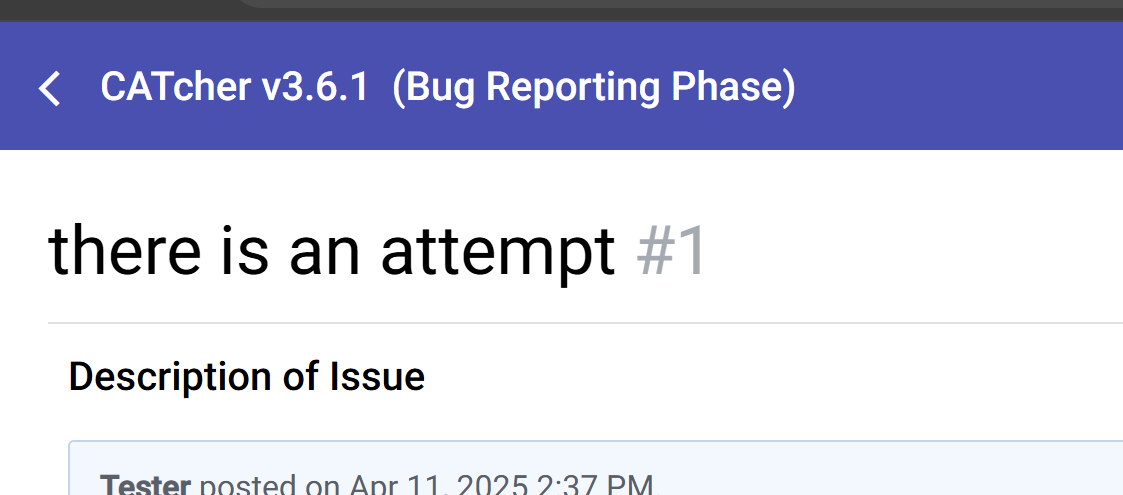 CATcher v3.6.1 (Bug Reporting Phase)
there is an attempt #1
Description of Issue
Tester posted on Apr 11, 2025 2:37 PM